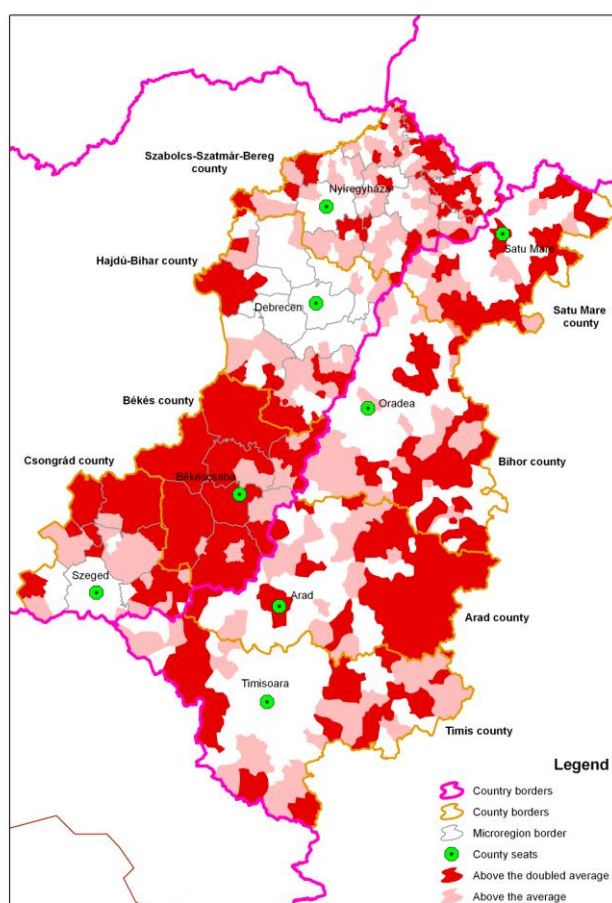 Szabolcs-Szatmár-Bereg
county
Nyíregyháza
Satu Mare
Hajdú-Bihar county
Satu Mare
county
Debrecen
Békés county
Oradea
Csongrád county
Bihor county
Békéscsaba
Szeged
Arad
Arad county
Timisoara
Timis county
Legend
Country borders
County borders
Microregion border
County seats
Above the doubled average
Above the average